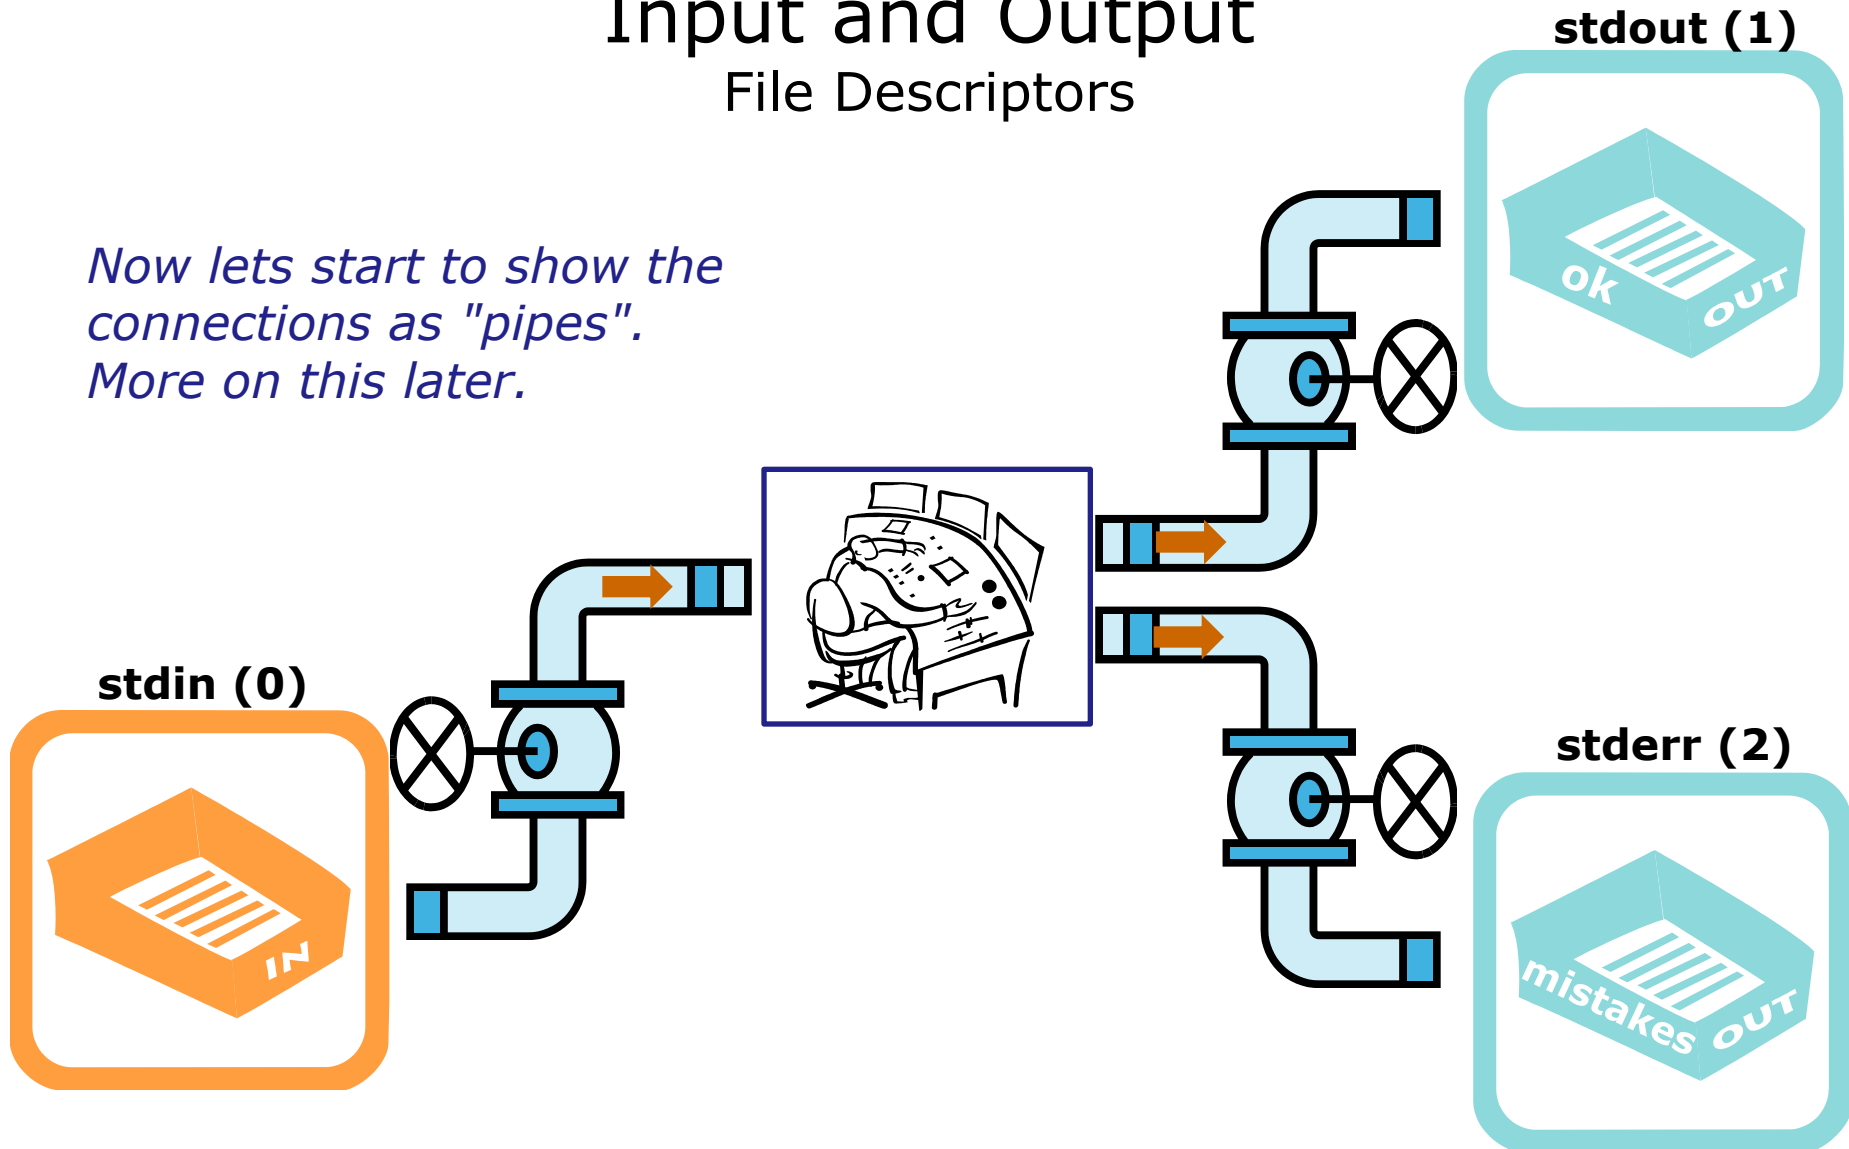 Input and Output
File Descriptors
stdout (1)
ok
OUT
Now lets start to show the
connections as "pipes".
More on this later.
stdin (0)
IN
stderr (2)
mistakes
OUT